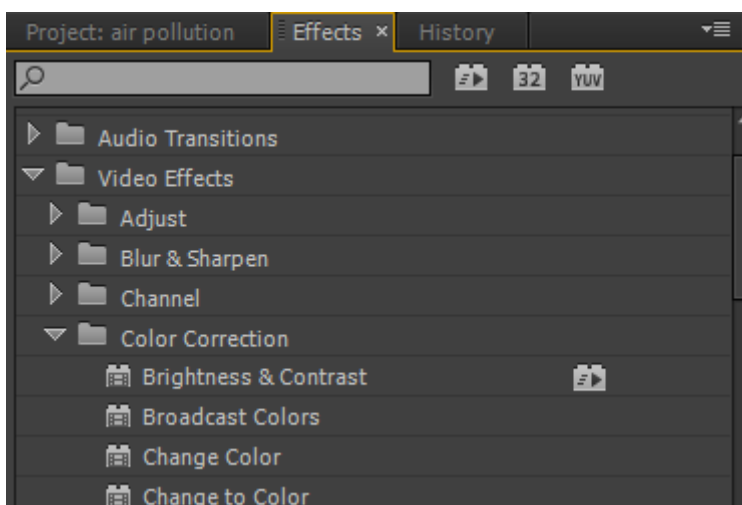 Project: air pollution Effects × History
32 YUV
Audio Transitions
Video Effects
Adjust
Blur & Sharpen
Channel
Color Correction
Brightness & Contrast
Broadcast Colors
Change Color
Change to Color